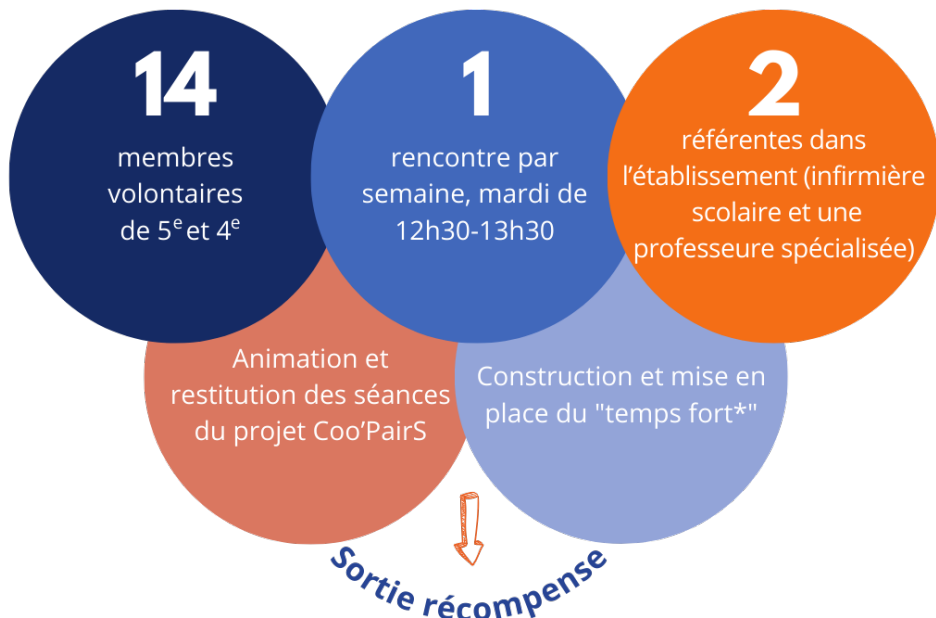 14
membres
volontaires
de 5e et 4e
1
rencontre par
semaine, mardi de
12h30-13h30
2
référentes dans
l'établissement (infirmière
scolaire et une
professeure spécialisée)
Animation et
restitution des séances
du projet Coo'PairS
Construction et mise en
place du "temps fort*"
Sortie récompense